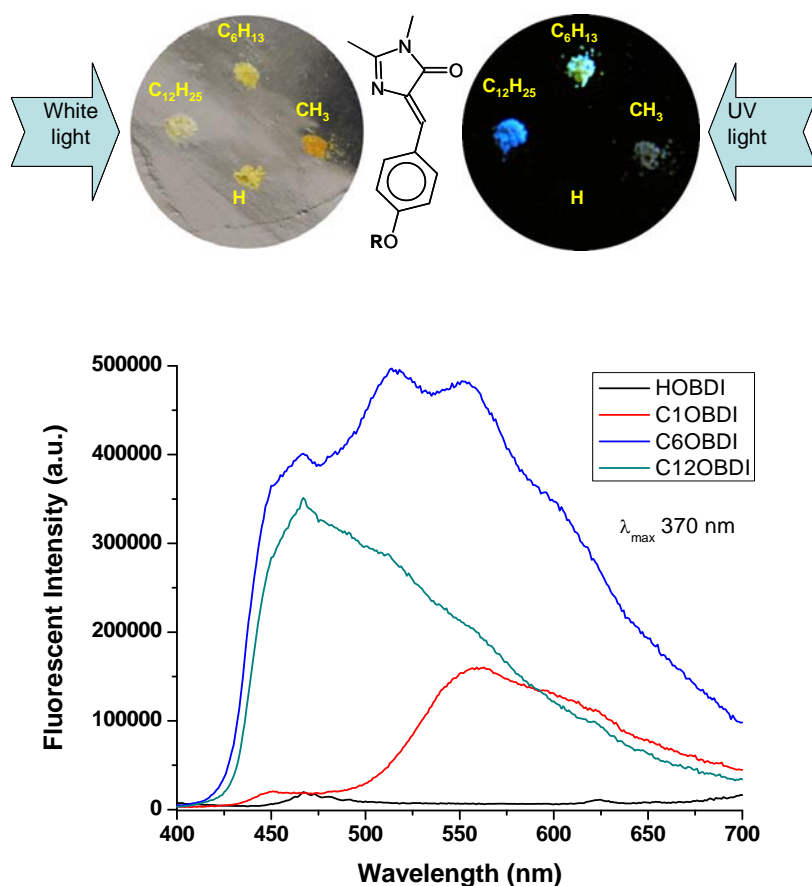 C₆H₁₃
C₁₂H₂₅
CH₃
H
White
light
N
N
O
RO
C₆H₁₃
C₁₂H₂₅
CH₃
H
UV
light
500000
400000
300000
200000
100000
0
Fluorescent Intensity (a.u.)
HOBDI
C1OBDI
C6OBDI
C12OBDI
λmax 370 nm
400 450 500 550 600 650 700
Wavelength (nm)